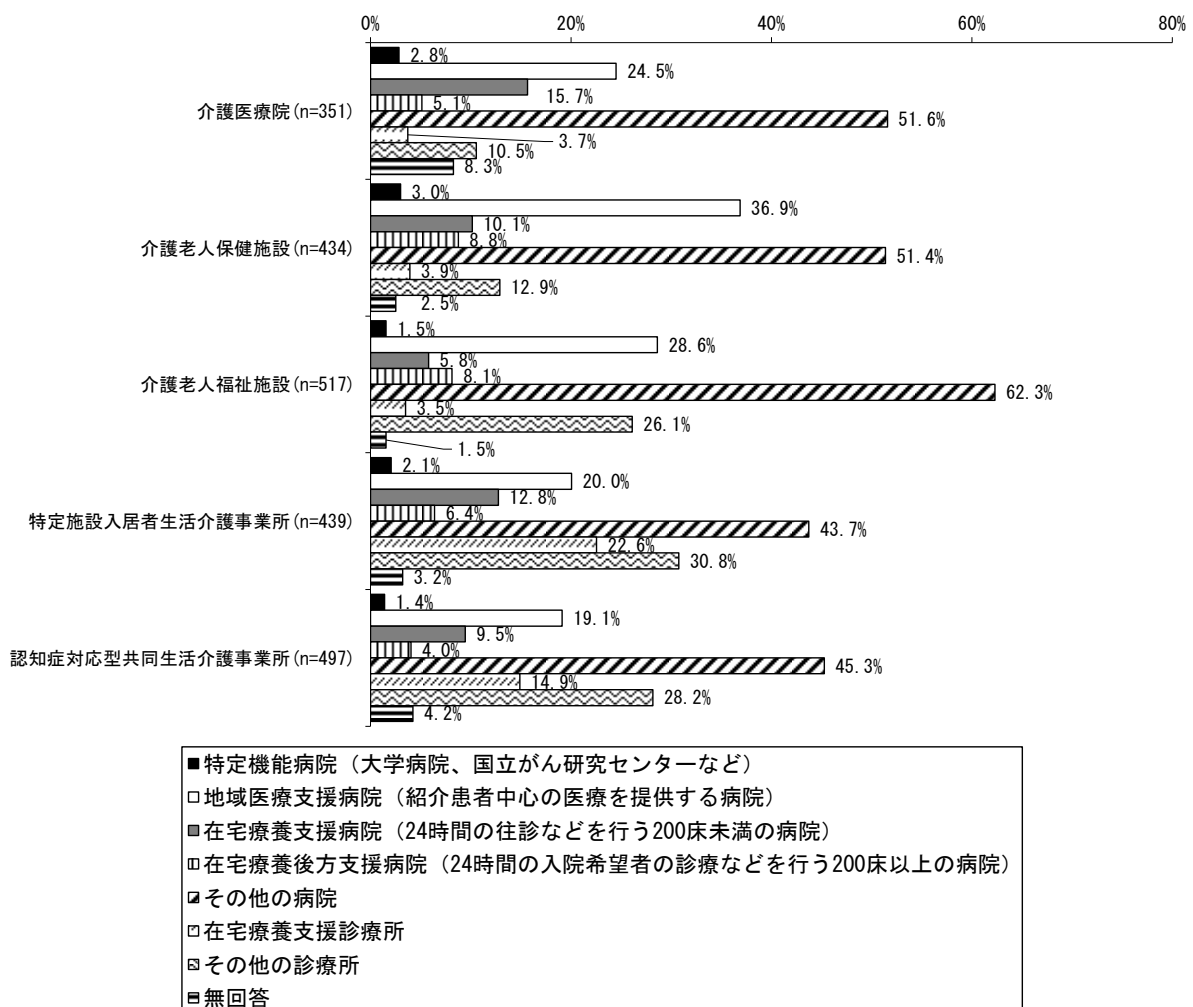 0% 20% 40% 60% 80%
介護医療院(n=351)
2.8%
24.5%
15.7%
5.1%
51.6%
3.7%
10.5%
8.3%
介護老人保健施設(n=434)
3.0%
36.9%
10.1%
8.8%
51.4%
3.9%
12.9%
2.5%
介護老人福祉施設(n=517)
1.5%
28.6%
5.8%
8.1%
62.3%
3.5%
26.1%
1.5%
特定施設入居者生活介護事業所(n=439)
2.1%
20.0%
12.8%
6.4%
43.7%
22.6%
30.8%
3.2%
認知症対応型共同生活介護事業所(n=497)
1.4%
19.1%
9.5%
4.0%
45.3%
14.9%
28.2%
4.2%
特定機能病院（大学病院、国立がん研究センターなど）
地域医療支援病院（紹介患者中心の医療を提供する病院）
在宅療養支援病院（24時間の往診などを行う200床未満の病院）
在宅療養後方支援病院（24時間の入院希望者の診療などを行う200床以上の病院）
その他の病院
在宅療養支援診療所
その他の診療所
無回答